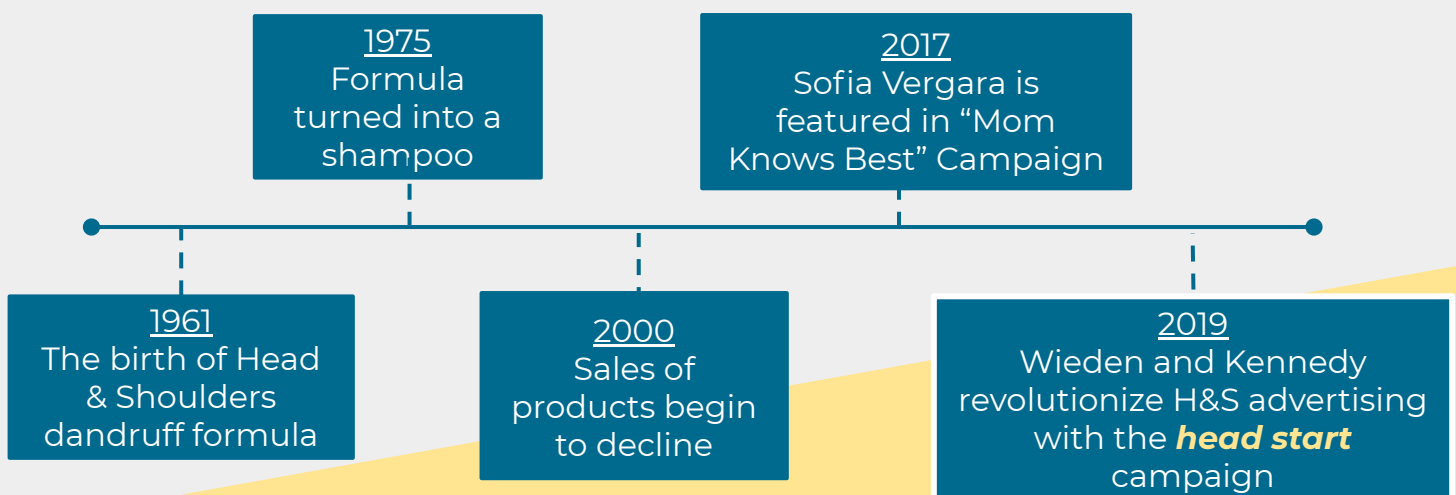 1975
Formula
turned into a
shampoo
2017
Sofia Vergara is
featured in “Mom
Knows Best” Campaign
1961
The birth of Head
& Shoulders
dandruff formula
2000
Sales of
products begin
to decline
2019
Wieden and Kennedy
revolutionize H&S advertising
with the head start
campaign